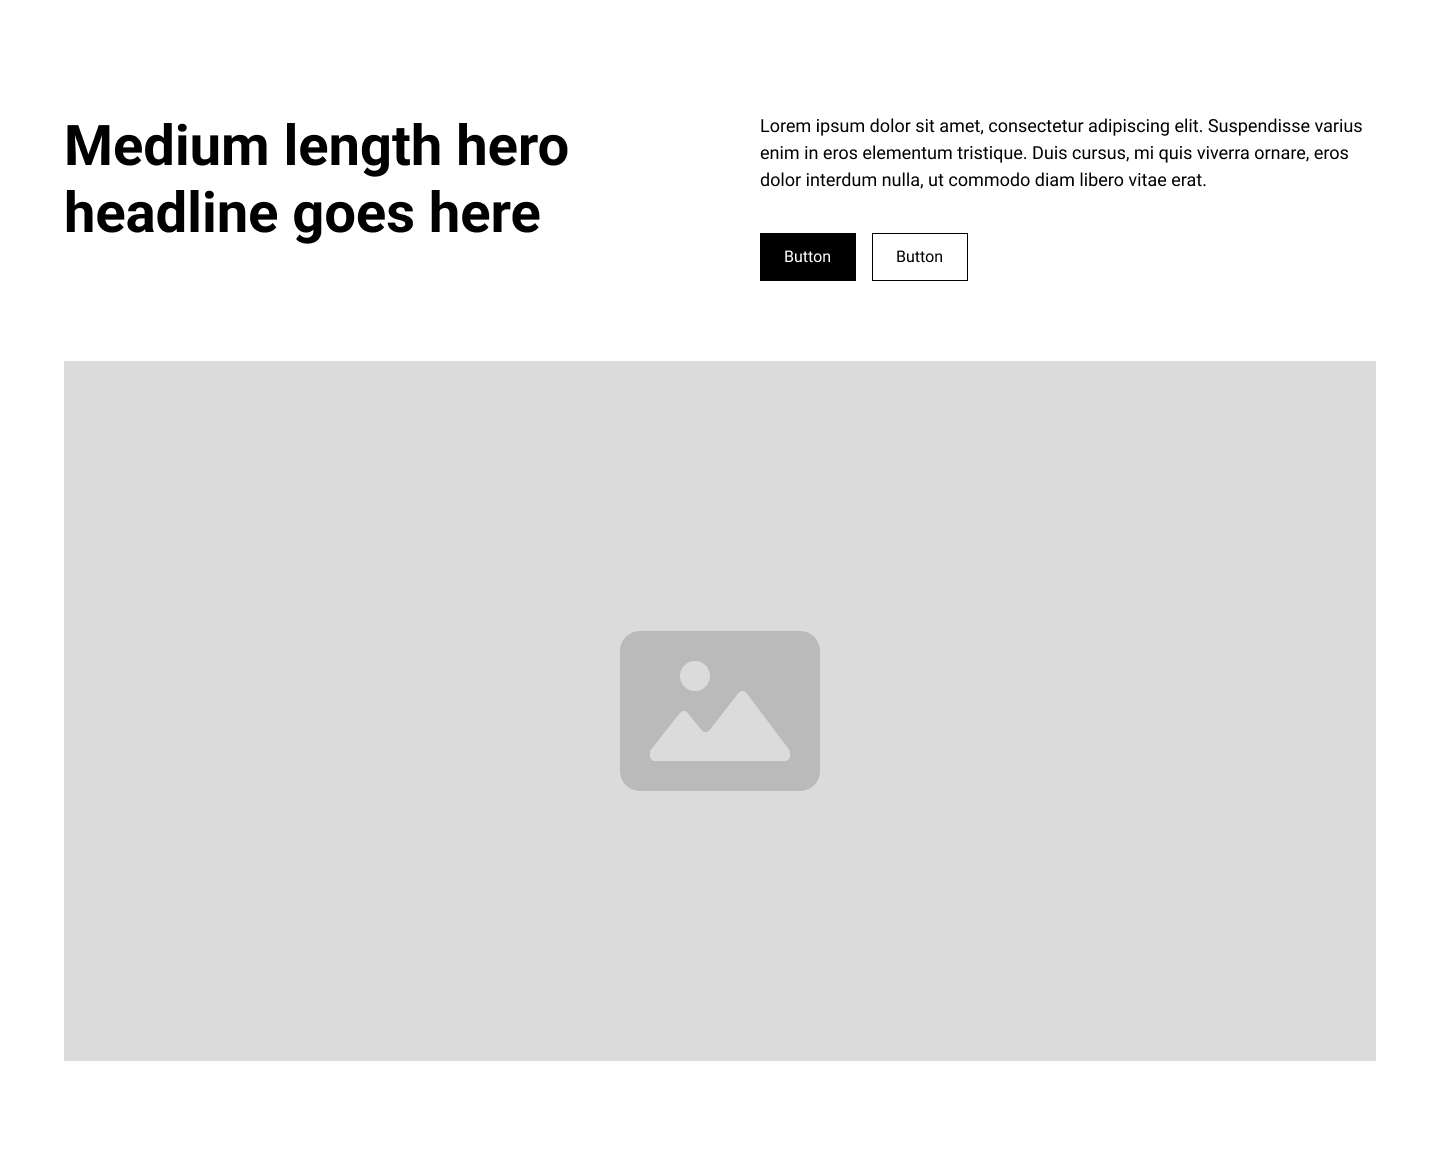 Medium length hero
headline goes here
Lorem ipsum dolor sit amet, consectetur adipiscing elit. Suspendisse varius
enim in eros elementum tristique. Duis cursus, mi quis viverra ornare, eros
dolor interdum nulla, ut commodo diam libero vitae erat.
Button
Button